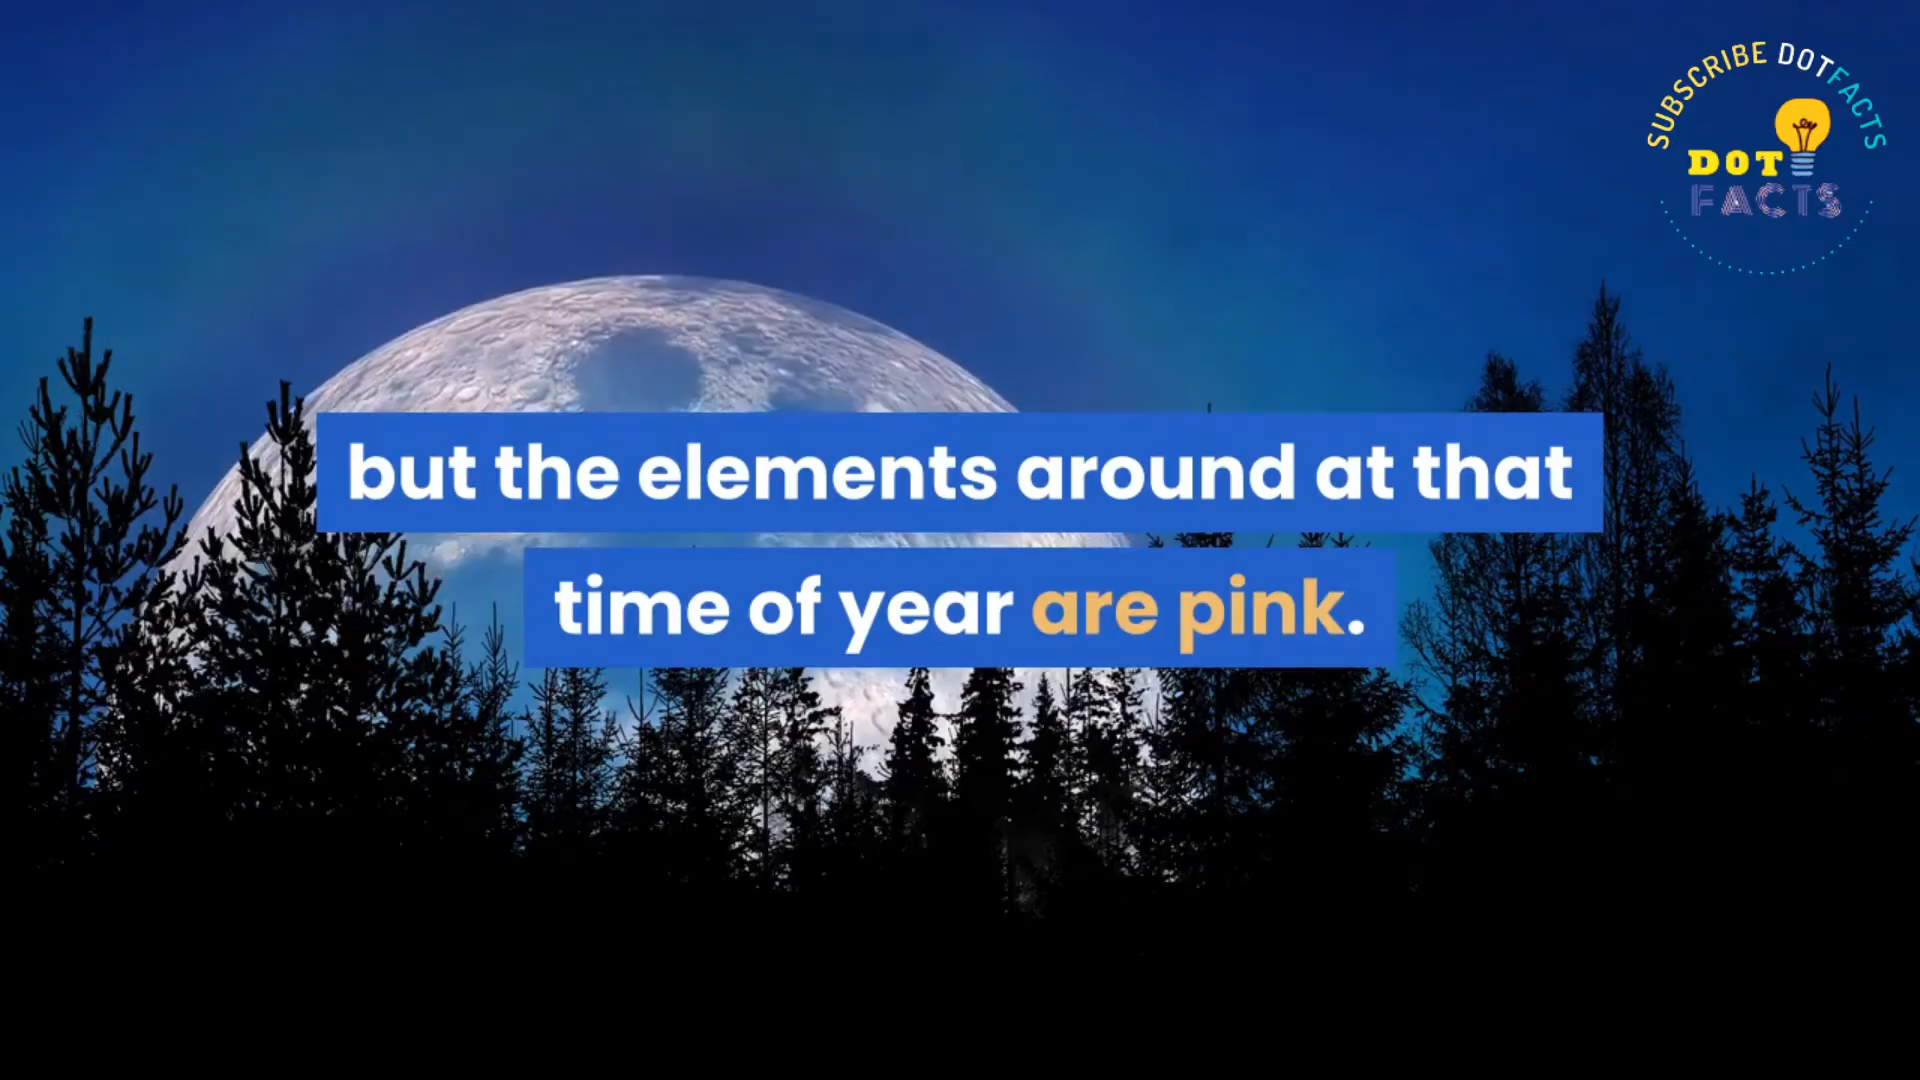 SUBSCRIBE DOTFACTS
DOT
FACTS
but the elements around at that
time of year are pink.